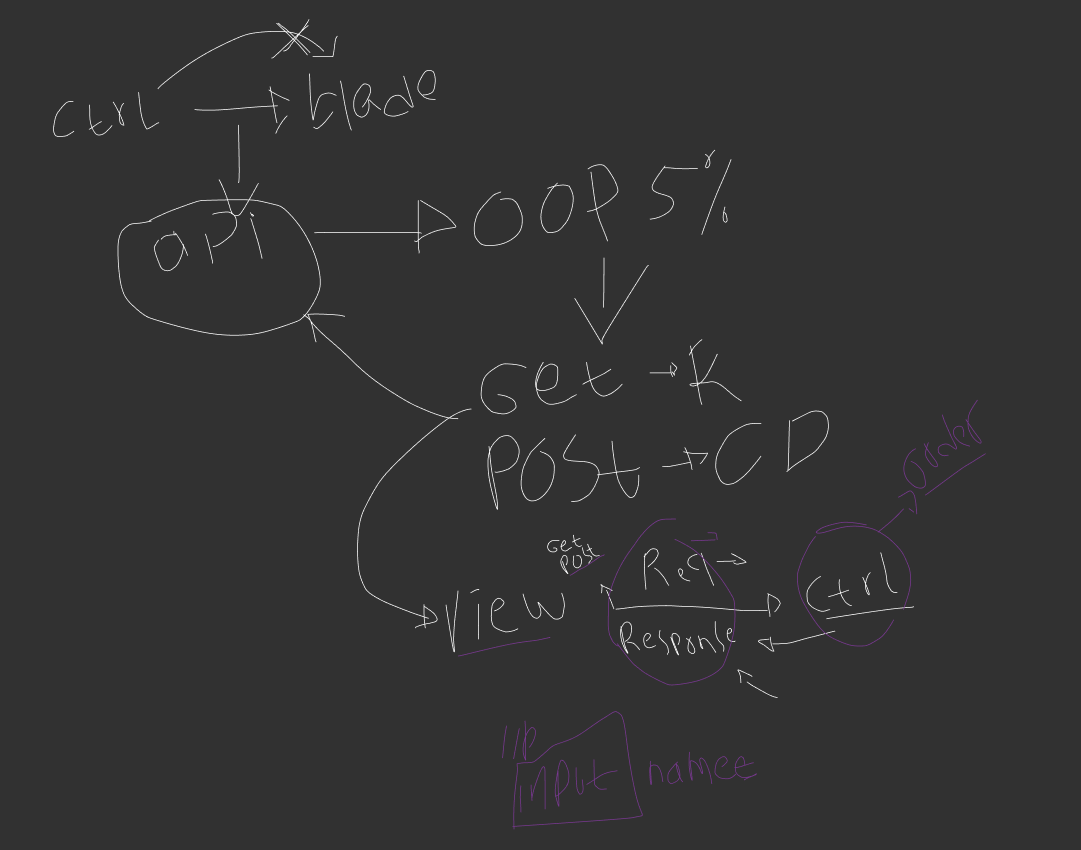 Ctrl blade
api OOP 5%
Get K
POST CD
Order
Get
POST
View Req Ctrl
Response
I/P
input namee